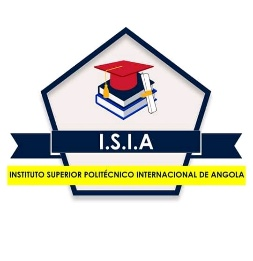 I.S.I.A
INSTITUTO SUPERIOR POLITÉCNICO INTERNACIONAL DE ANGOLA